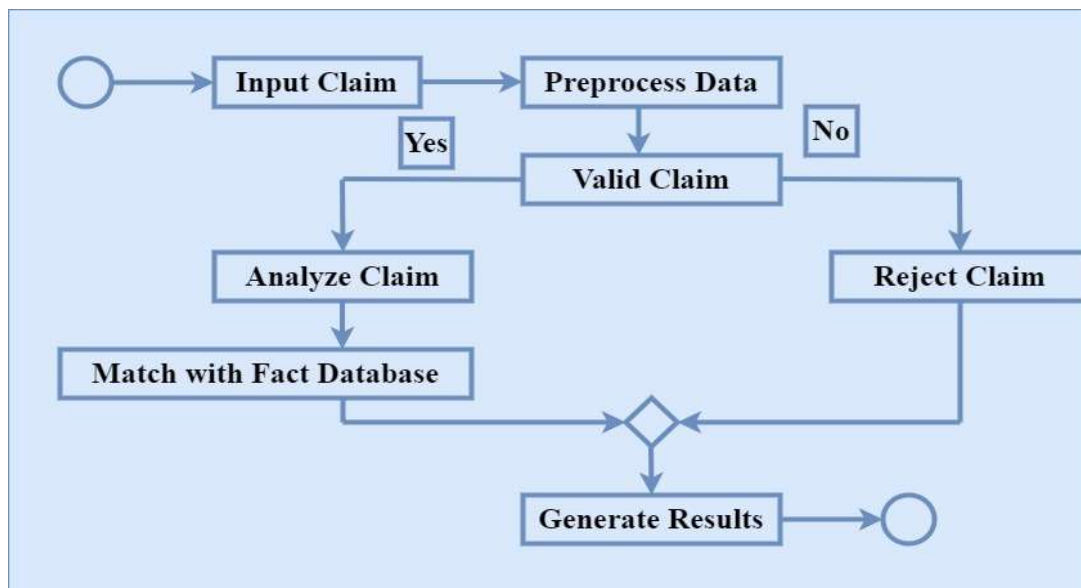 Input Claim
Preprocess Data
Yes
No
Valid Claim
Analyze Claim
Reject Claim
Match with Fact Database
Generate Results